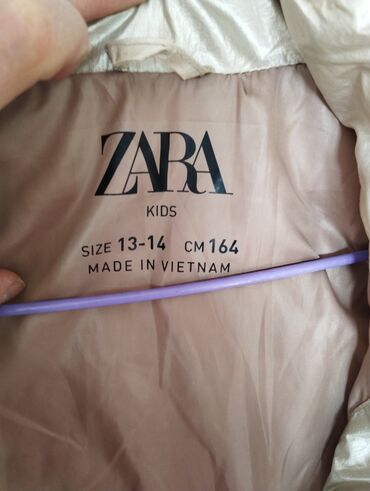 ZARA
KIDS
SIZE 13-14 CM 164
MADE IN VIETNAM